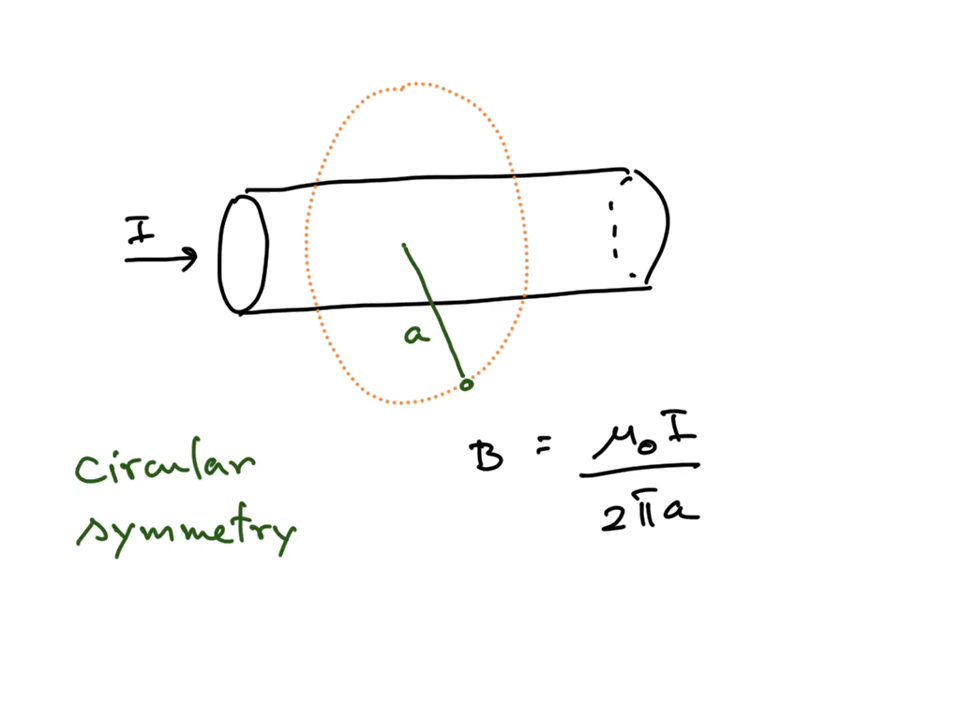 I
a
circular
symmetry
B = μ₀I / 2πa